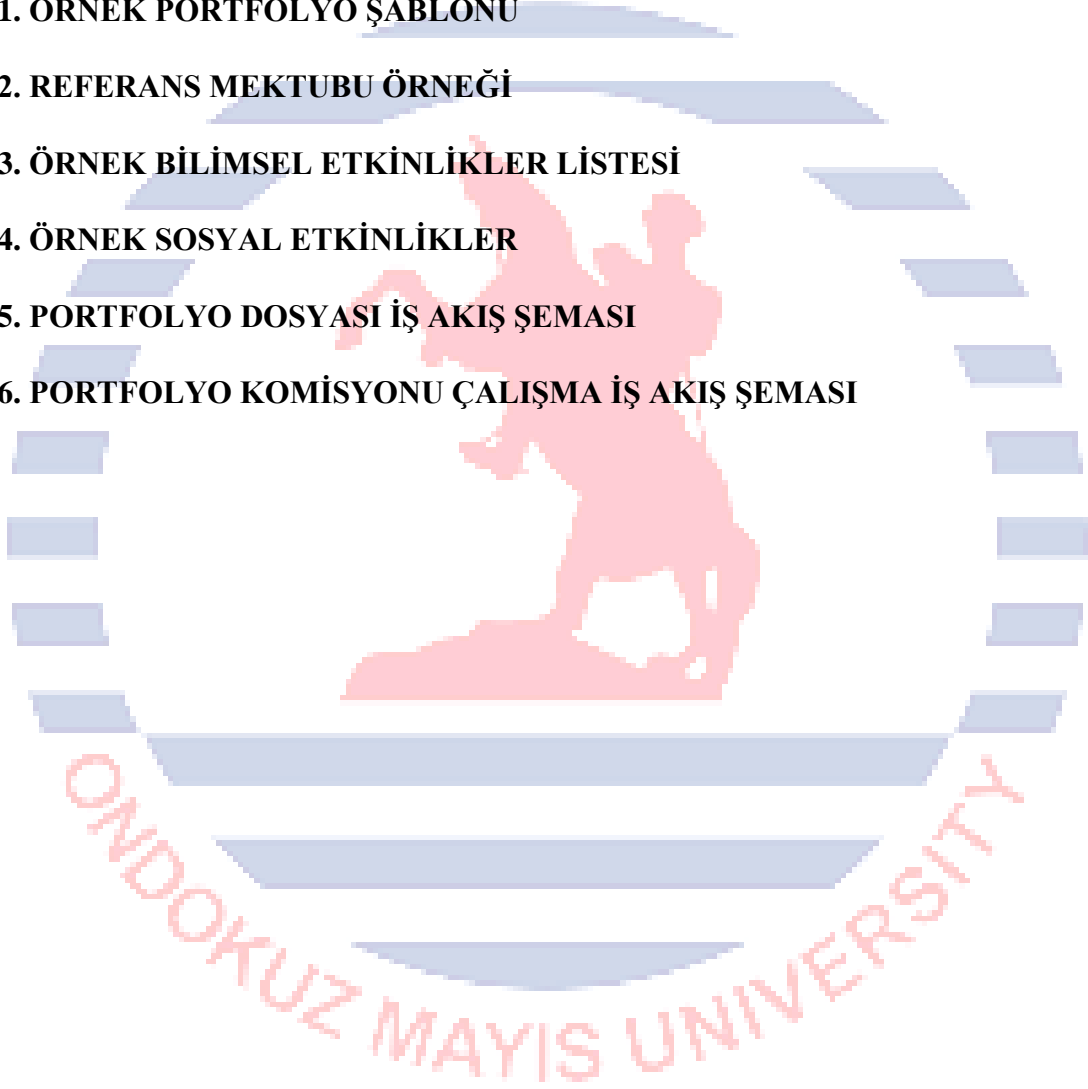 1. ÖRNEK PORTFOLYO ŞABLONU
2. REFERANS MEKTUBU ÖRNEĞİ
3. ÖRNEK BİLİMSEL ETKİNLİKLER LİSTESİ
4. ÖRNEK SOSYAL ETKİNLİKLER
5. PORTFOLYO DOSYASI İŞ AKIŞ ŞEMASI
6. PORTFOLYO KOMİSYONU ÇALIŞMA İŞ AKIŞ ŞEMASI
ONDOKUZ MAYIS UNIVERSITY